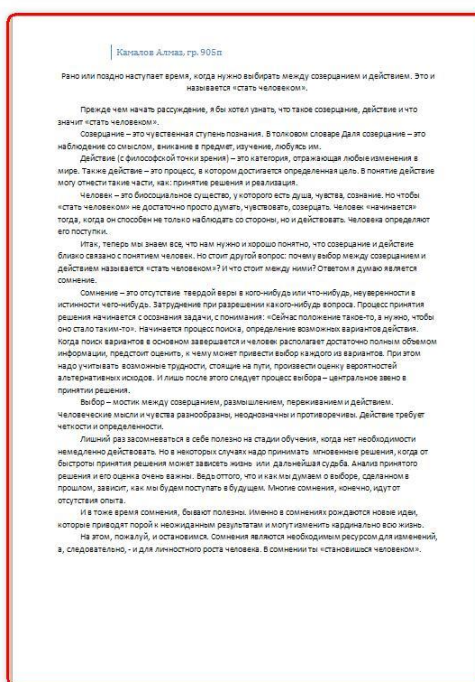 Камалов Алмаз, гр. 905п
Рано или поздно наступает время, когда нужно выбирать между созерцанием и действием. Это и
называется «стать человеком».
Прежде чем начать рассуждение, я бы хотел узнать, что такое созерцание, действие и что
значит «стать человеком».
Созерцание – это чувственная ступень познания. В толковом словаре Даля созерцание – это
наблюдение со смыслом, вникание в предмет, изучение, любуясь им.
Действие (с философской точки зрения) – это категория, отражающая любые изменения в
мире. Также действие – это процесс, в котором достигается определенная цель. В понятие действие
могу отнести такие части, как: принятие решения и реализация.
Человек – это биосоциальное существо, у которого есть душа, чувства, сознание. Но чтобы
«стать человеком» не достаточно просто думать, чувствовать, созерцать. Человек «начинается»
тогда, когда он способен не только наблюдать со стороны, но и действовать. Человека определяют
его поступки.
Итак, теперь мы знаем все, что нам нужно и хорошо понятно, что созерцание и действие
близко связано с понятием человек. Но стоит другой вопрос: почему выбор между созерцанием и
действием называется «стать человеком»? И что стоит между ними? Ответом я думаю является
сомнение.
Сомнение – это отсутствие твердой веры в кого-нибудь или что-нибудь, неуверенности в
истинности чего-нибудь. Затруднение при разрешении какого-нибудь вопроса. Процесс принятия
решения начинается с осознания задачи, с понимания: «Сейчас положение такое-то, а нужно, чтобы
оно стало таким-то». Начинается процесс поиска, определение возможных вариантов действия.
Когда поиск вариантов в основном завершается и человек располагает достаточно полным объемом
информации, предстоит оценить, к чему может привести выбор каждого из вариантов. При этом
надо учитывать возможные трудности, стоящие на пути, произвести оценку вероятностей
альтернативных исходов. И лишь после этого следует процесс выбора – центральное звено в
принятии решения.
Выбор – мостик между созерцанием, размышлением, переживанием и действием.
Человеческие мысли и чувства разнообразны, неоднозначны и противоречивы. Действие требует
четкости и определенности.
Лишний раз засомневаться в себе полезно на стадии обучения, когда нет необходимости
немедленно действовать. Но в некоторых случаях надо принимать мгновенные решения, когда от
быстроты принятия решения может зависеть жизнь или дальнейшая судьба. Анализ принятого
решения и его оценка очень важны. Ведь от того, что и как мы думаем о выборе, сделанном в
прошлом, зависит, как мы будем поступать в будущем. Многие сомнения, конечно, идут от
отсутствия опыта.
И в тоже время сомнения, бывают полезны. Именно в сомнениях рождаются новые идеи,
которые приводят порой к неожиданным результатам и могут изменить кардинально всю жизнь.
На этом, пожалуй, и остановимся. Сомнения являются необходимым ресурсом для изменений,
а, следовательно, - и для личностного роста человека. В сомнении ты «становишься человеком».